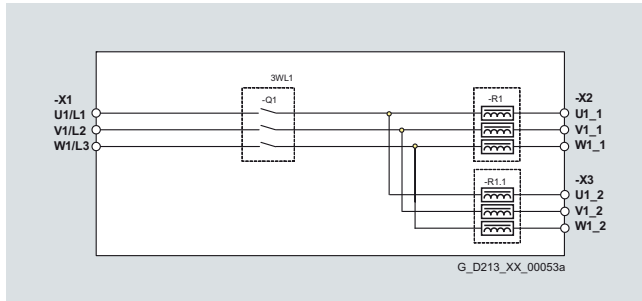 3WL1
-X1
-Q1
-R1
-X2
U1/L1
U1_1
V1/L2
V1_1
W1/L3
W1_1
-X3
-R1.1
U1_2
V1_2
W1_2
G_D213_XX_00053a